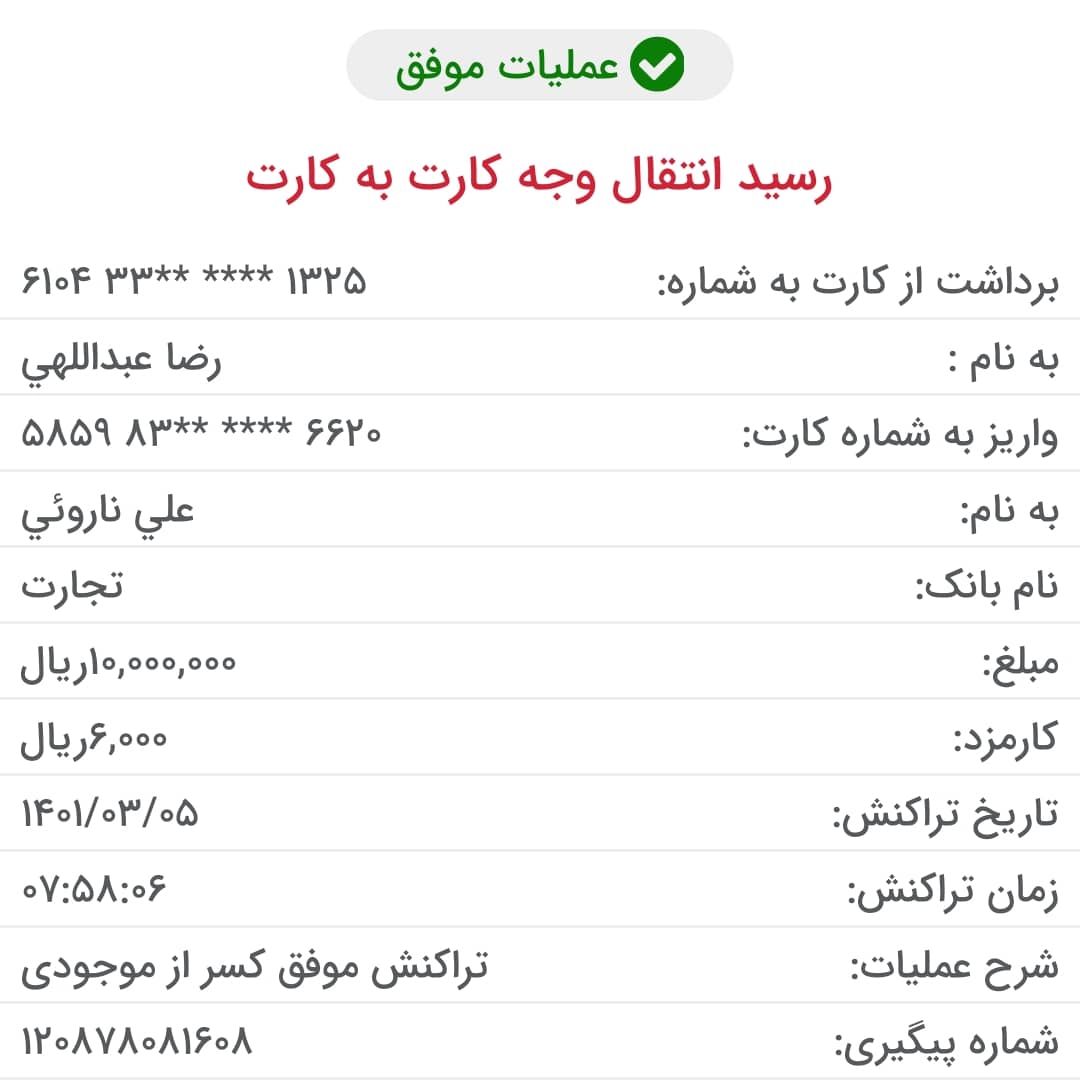 عملیات موفق
رسید انتقال وجه کارت به کارت
برداشت از کارت به شماره: ۶۱۰۴ ۳۳** **** ۱۳۲۵
به نام : رضا عبداللهي
واریز به شماره کارت: ۵۸۵۹ ۸۳** **** ۶۶۲۰
به نام: علي ناروئي
نام بانک: تجارت
مبلغ: ۱۰,۰۰۰,۰۰۰ریال
کارمزد: ۶,۰۰۰ریال
تاریخ تراکنش: ۱۴۰۱/۰۳/۰۵
زمان تراکنش: ۰۷:۵۸:۰۶
شرح عملیات: تراکنش موفق کسر از موجودی
شماره پیگیری: ۱۲۰۸۷۸۰۸۱۶۰۸